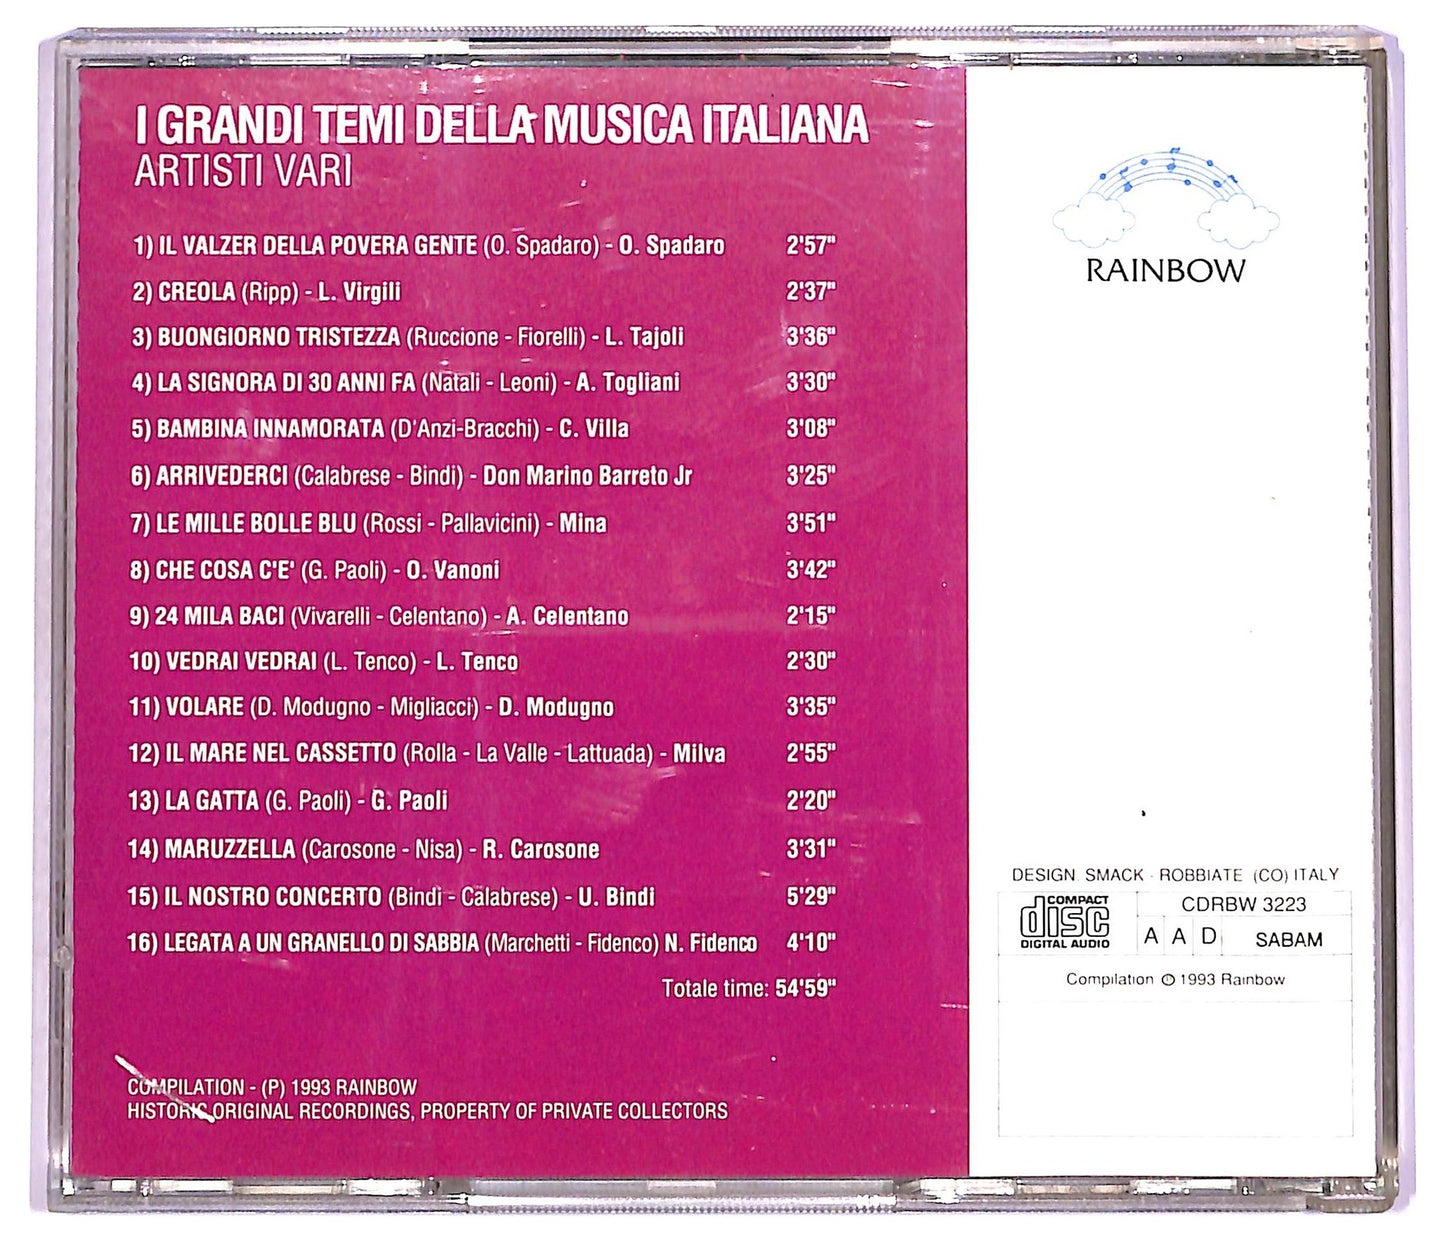 I GRANDI TEMI DELLA MUSICA ITALIANA
ARTISTI VARI
1) IL VALZER DELLA POVERA GENTE (O. Spadaro) - O. Spadaro 2'57"
2) CREOLA (Ripp) - L. Virgili 2'37"
3) BUONGIORNO TRISTEZZA (Ruccione - Fiorelli) - L. Tajoli 3'36"
4) LA SIGNORA DI 30 ANNI FA (Natali - Leoni) - A. Togliani 3'30"
5) BAMBINA INNAMORATA (D'Anzi-Bracchi) - C. Villa 3'08"
6) ARRIVEDERCI (Calabrese - Bindi) - Don Marino Barreto Jr 3'25"
7) LE MILLE BOLLE BLU (Rossi - Pallavicini) - Mina 3'51"
8) CHE COSA C'E' (G. Paoli) - O. Vanoni 3'42"
9) 24 MILA BACI (Vivarelli - Celentano) - A. Celentano 2'15"
10) VEDRAI VEDRAI (L. Tenco) - L. Tenco 2'30"
11) VOLARE (D. Modugno - Migliacci) - D. Modugno 3'35"
12) IL MARE NEL CASSETTO (Rolla - La Valle - Lattuada) - Milva 2'55"
13) LA GATTA (G. Paoli) - G. Paoli 2'20"
14) MARUZZELLA (Carosone - Nisa) - R. Carosone 3'31"
15) IL NOSTRO CONCERTO (Bindi - Calabrese) - U. Bindi 5'29"
16) LEGATA A UN GRANELLO DI SABBIA (Marchetti - Fidenco) N. Fidenco 4'10"
Totale time: 54'59"
COMPILATION - (P) 1993 RAINBOW
HISTORIC ORIGINAL RECORDINGS, PROPERTY OF PRIVATE COLLECTORS
RAINBOW
DESIGN SMACK - ROBBIATE (CO) ITALY
COMPACT
disc
DIGITAL AUDIO
CDRBW 3223
A A D
SABAM
Compilation ℗ 1993 Rainbow